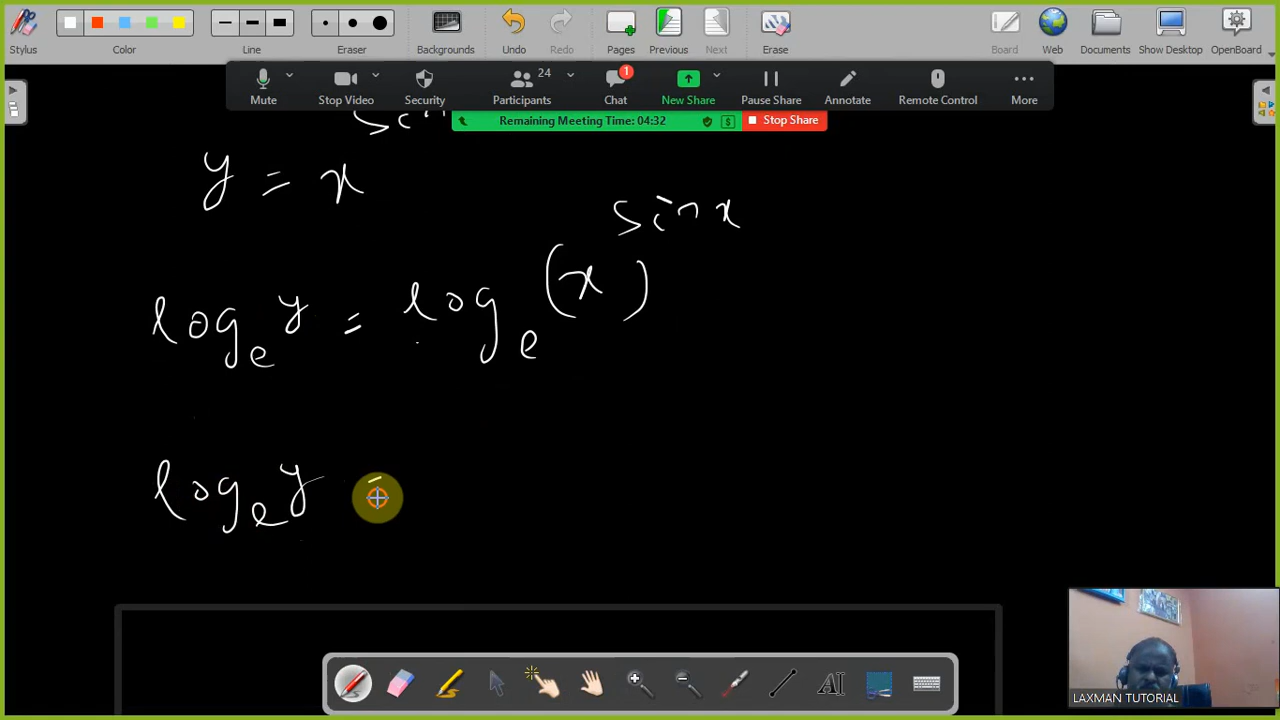 Stylus Color Line Eraser Backgrounds Undo Redo Pages Previous Next Erase Board Web Documents Show Desktop OpenBoard
Mute Stop Video Security Participants 24 Chat 1 New Share Pause Share Annotate Remote Control More
Remaining Meeting Time: 04:32 Stop Share
y = x^sin
log_e y = log_e (x)^sin x
log_e y =
LAXMAN TUTORIAL